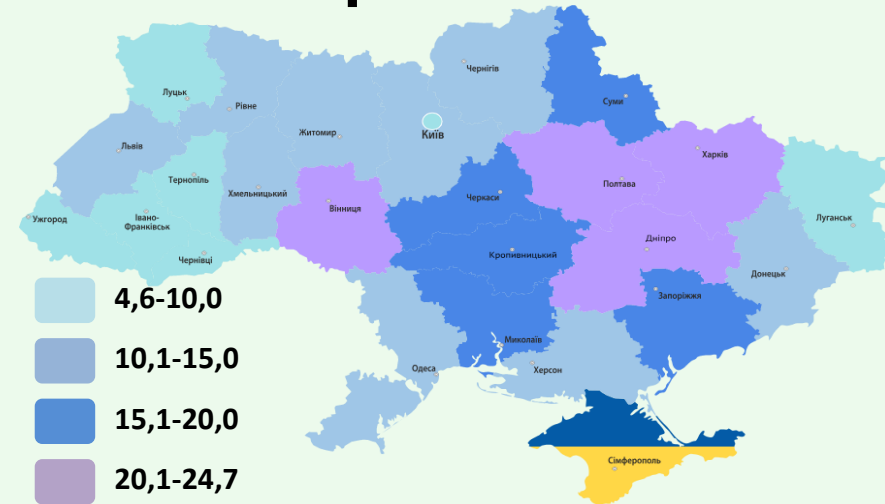 Чернігів
Луцьк
Суми
Рівне
Житомир
Київ
Львів
Харків
Тернопіль
Полтава
Хмельницький
Черкаси
Вінниця
Ужгород
Івано-
Франківськ
Луганськ
Дніпро
Чернівці
Кропивницький
Донецьк
Запоріжжя
4,6-10,0
Миколаїв
10,1-15,0
Одеса
Херсон
15,1-20,0
Сімферополь
20,1-24,7